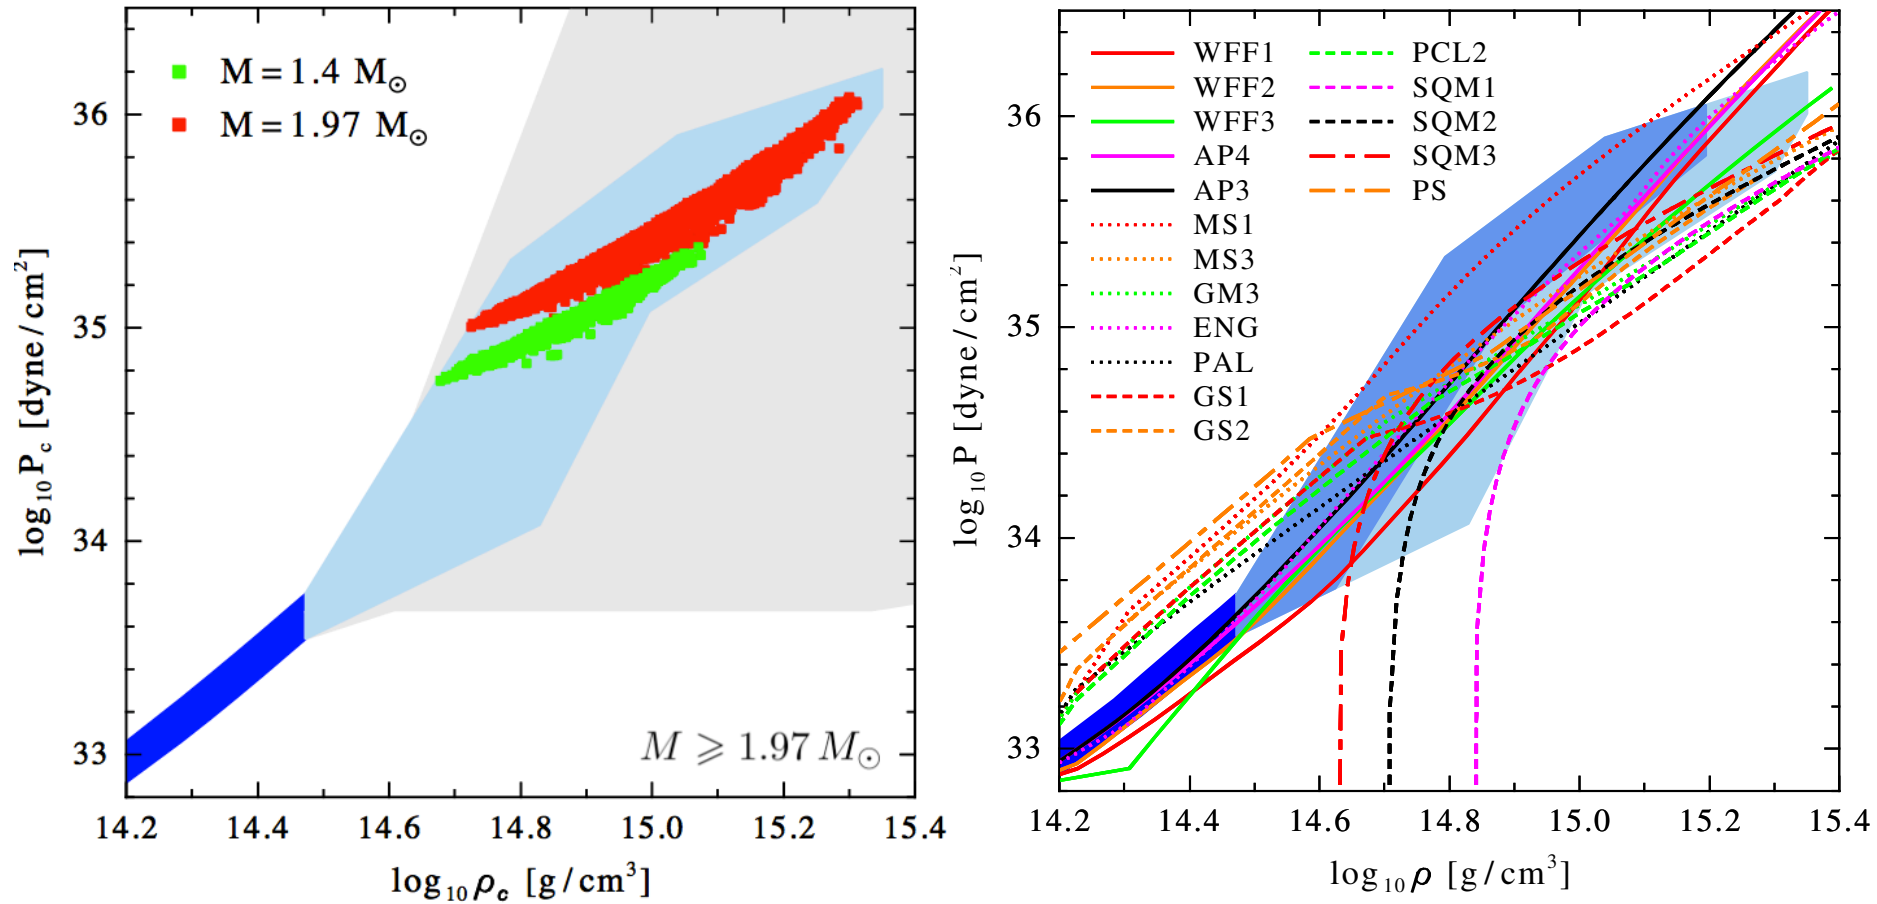 M = 1.4 M⊙
M = 1.97 M⊙
36
35
34
33
log₁₀ P_c [dyne/cm²]
M ⩾ 1.97 M⊙
14.2 14.4 14.6 14.8 15.0 15.2 15.4
log₁₀ ρ_c [g/cm³]
WFF1
WFF2
WFF3
AP4
AP3
MS1
MS3
GM3
ENG
PAL
GS1
GS2
PCL2
SQM1
SQM2
SQM3
PS
36
35
34
33
log₁₀ P [dyne/cm²]
14.2 14.4 14.6 14.8 15.0 15.2 15.4
log₁₀ ρ [g/cm³]